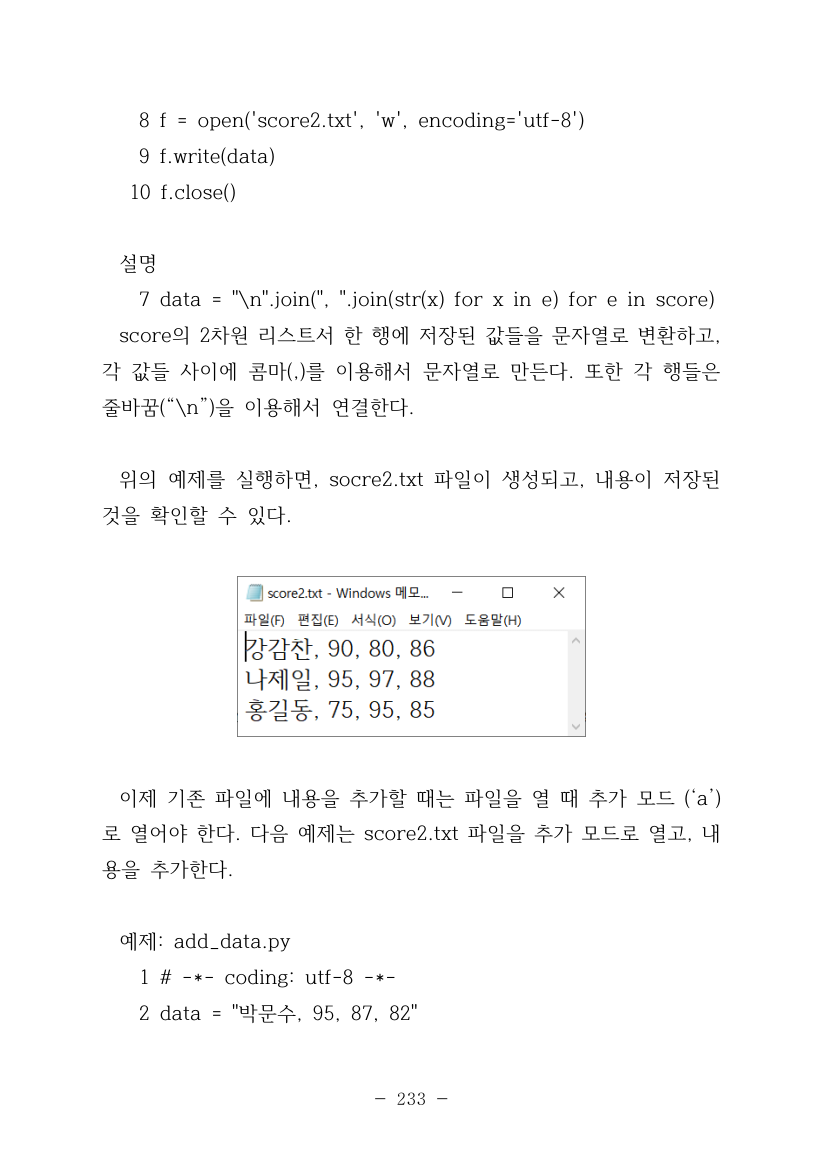 8 f = open('score2.txt', 'w', encoding='utf-8')
9 f.write(data)
10 f.close()
설명
7 data = "\n".join(", ".join(str(x) for x in e) for e in score)
score의 2차원 리스트서 한 행에 저장된 값들을 문자열로 변환하고,
각 값들 사이에 콤마(,)를 이용해서 문자열로 만든다. 또한 각 행들은
줄바꿈(“\n”)을 이용해서 연결한다.
위의 예제를 실행하면, socre2.txt 파일이 생성되고, 내용이 저장된
것을 확인할 수 있다.
score2.txt - Windows 메모...
파일(F) 편집(E) 서식(O) 보기(V) 도움말(H)
강감찬, 90, 80, 86
나제일, 95, 97, 88
홍길동, 75, 95, 85
이제 기존 파일에 내용을 추가할 때는 파일을 열 때 추가 모드 (‘a’)
로 열어야 한다. 다음 예제는 score2.txt 파일을 추가 모드로 열고, 내
용을 추가한다.
예제: add_data.py
1 # -*- coding: utf-8 -*-
2 data = "박문수, 95, 87, 82"
- 233 -